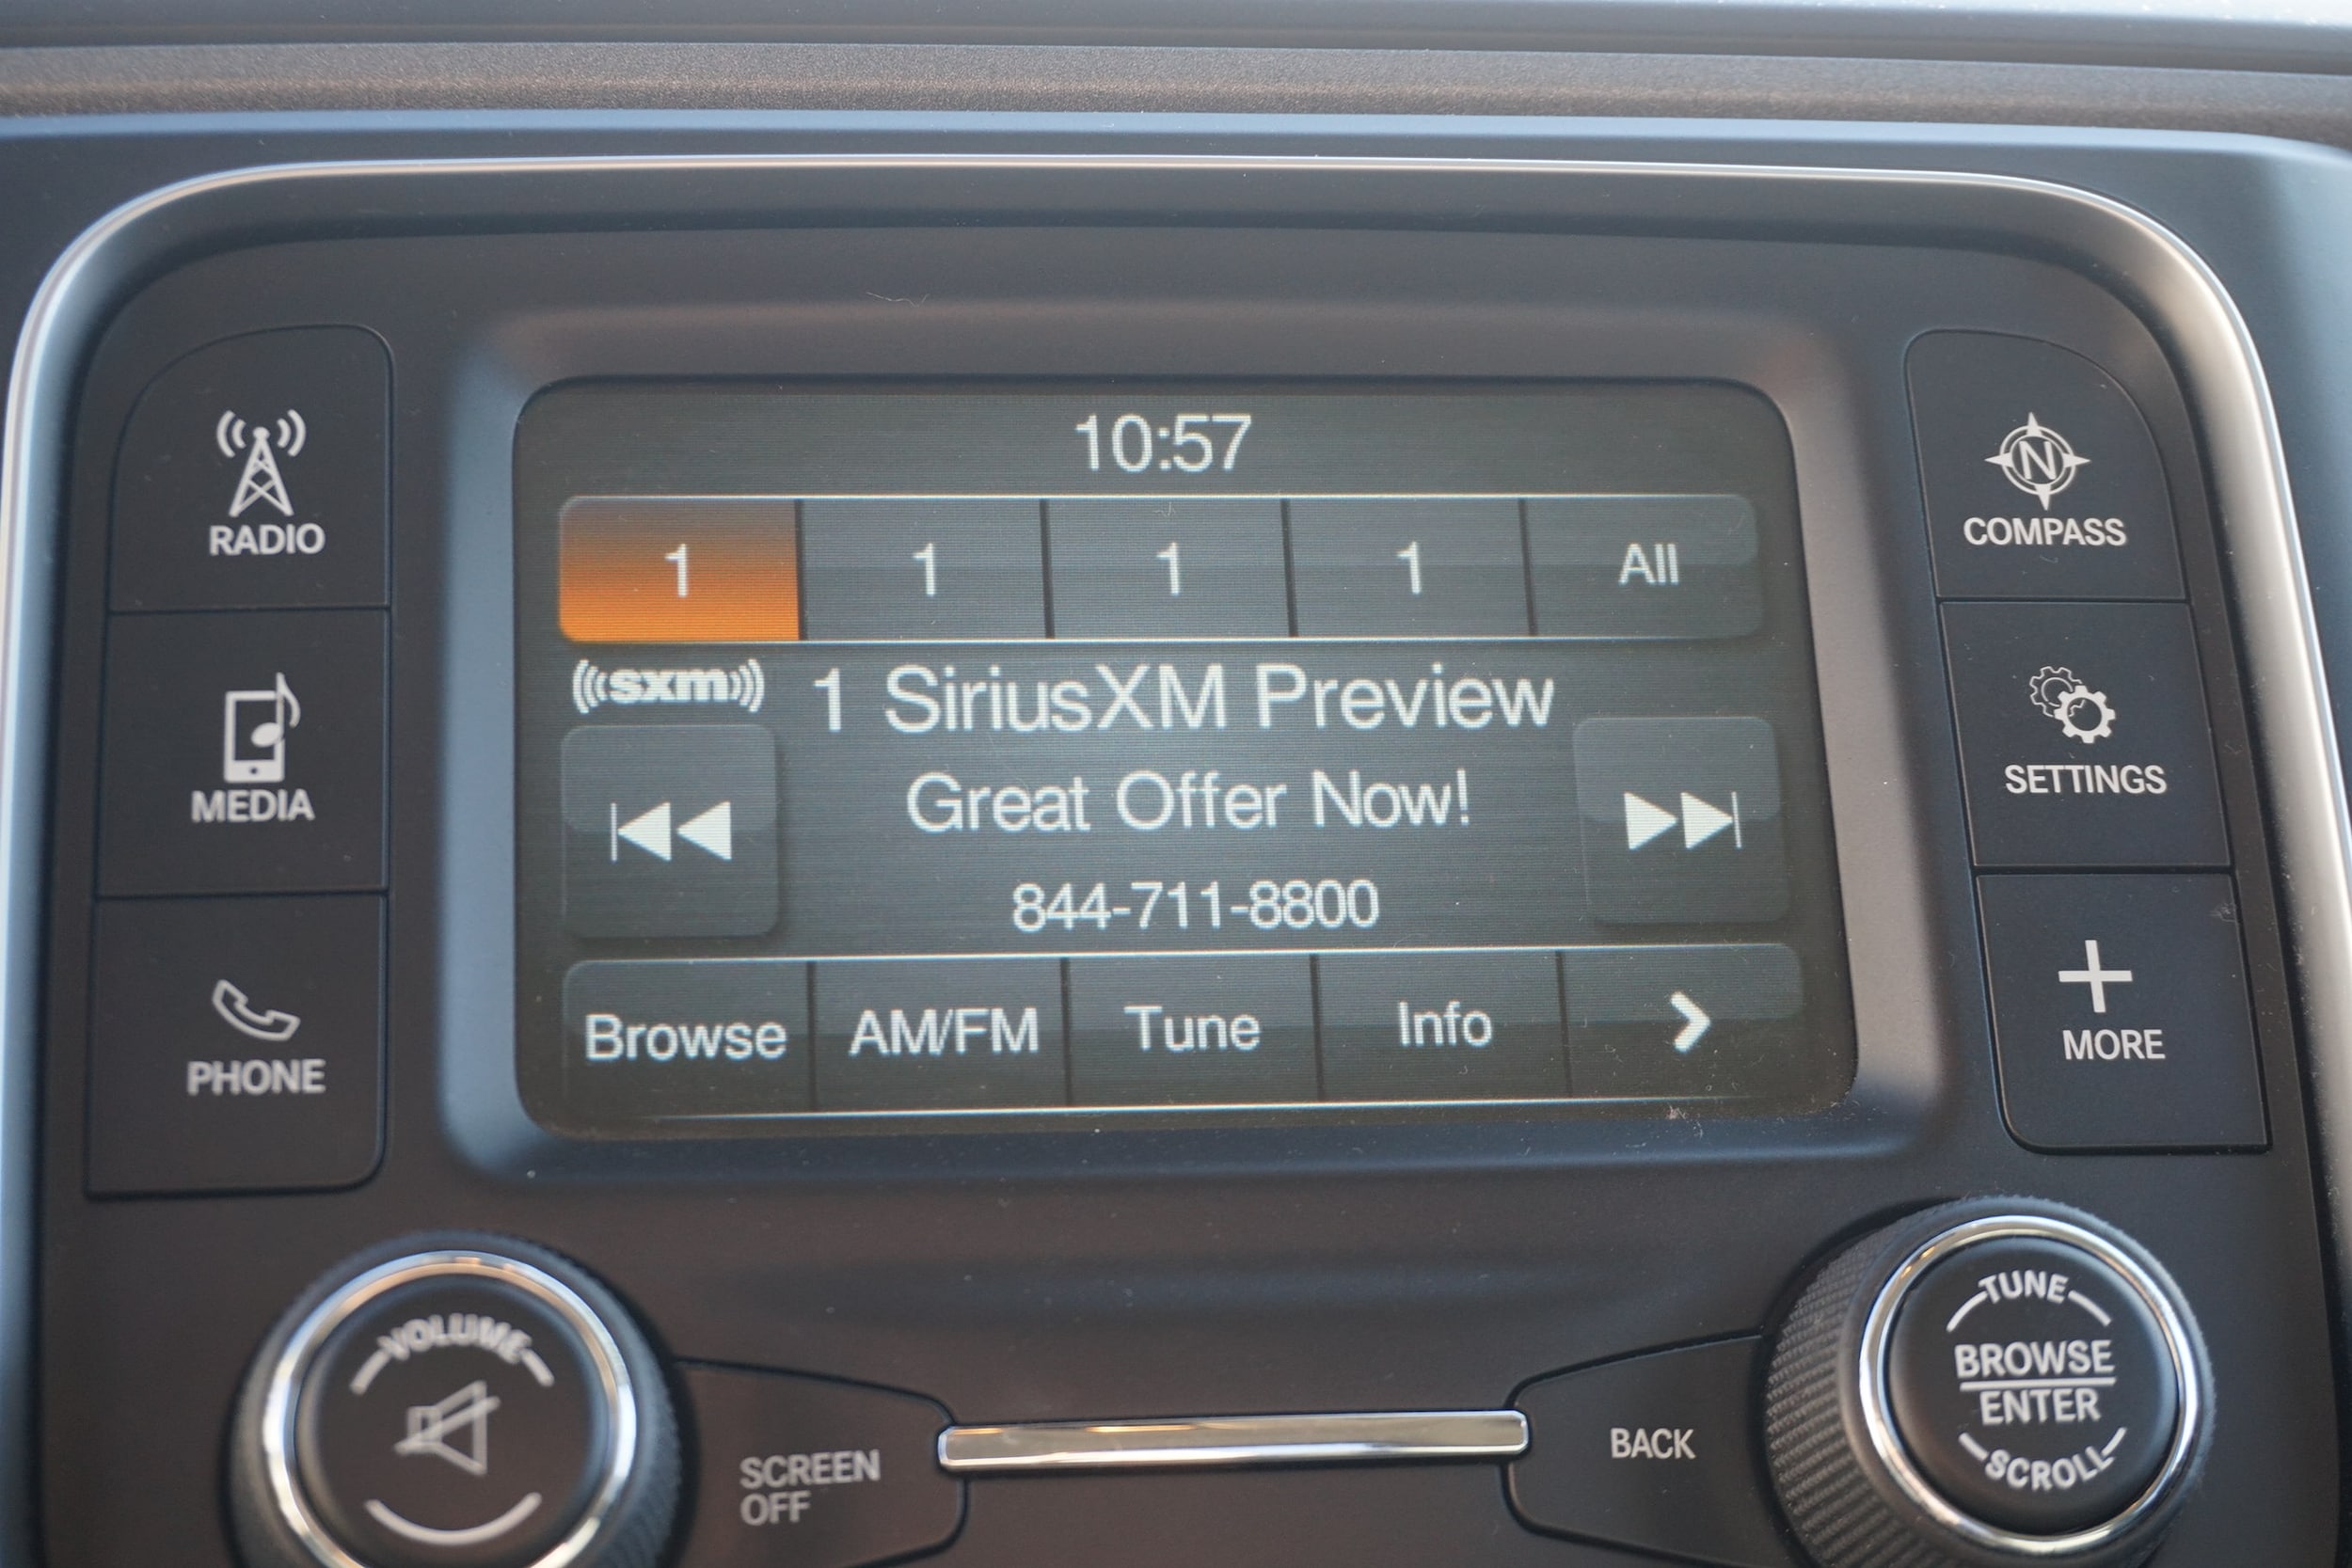 10:57
1 1 1 1 All
sxm 1 SiriusXM Preview
Great Offer Now!
844-711-8800
Browse AM/FM Tune Info
RADIO
MEDIA
PHONE
N
COMPASS
SETTINGS
MORE
VOLUME
SCREEN
OFF
BACK
TUNE
BROWSE
ENTER
SCROLL